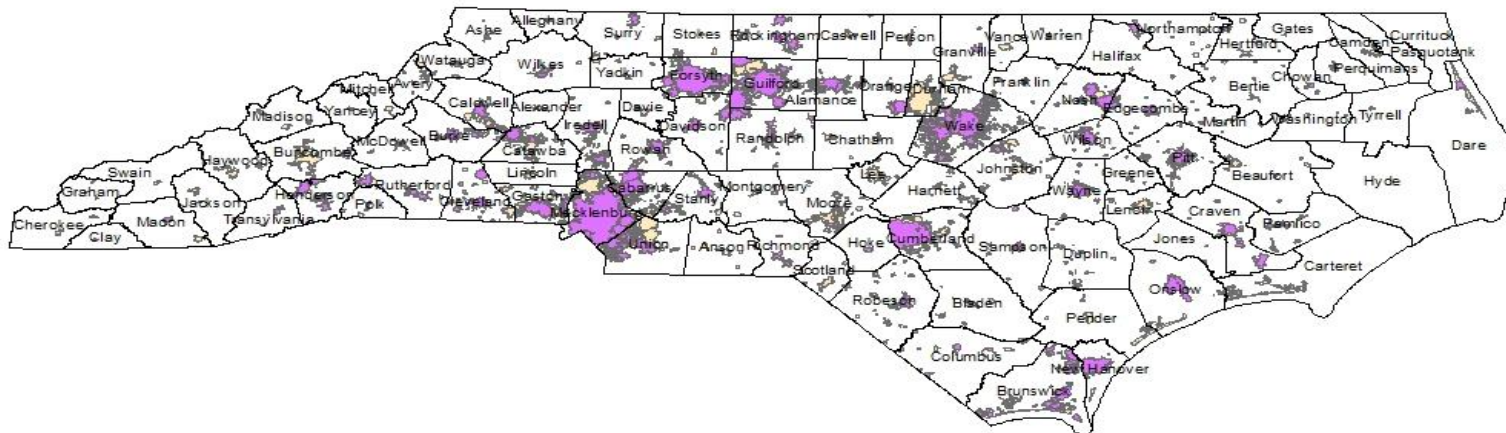 Ashe
Alleghany
Surry
Stokes
Rockingham
Caswell
Person
Granville
Vance
Warren
Halifax
Northampton
Hertford
Gates
Camden
Currituck
Pasquotank
Perquimans
Chowan
Bertie
Watauga
Wilkes
Yadkin
Forsyth
Guilford
Alamance
Orange
Durham
Franklin
Nash
Edgecombe
Martin
Washington
Tyrrell
Dare
Mitchell
Avery
Yancey
Madison
Caldwell
Alexander
Davie
Iredell
Davidson
Randolph
Chatham
Wake
Wilson
Pitt
Beaufort
Hyde
McDowell
Burke
Catawba
Rowan
Buncombe
Haywood
Swain
Graham
Cherokee
Clay
Macon
Jackson
Transylvania
Henderson
Polk
Rutherford
Cleveland
Lincoln
Gaston
Mecklenburg
Cabarrus
Stanly
Montgomery
Moore
Lee
Harnett
Johnston
Wayne
Greene
Lenoir
Craven
Pamlico
Union
Anson
Richmond
Scotland
Hoke
Cumberland
Sampson
Duplin
Jones
Carteret
Onslow
Robeson
Bladen
Pender
Columbus
New Hanover
Brunswick